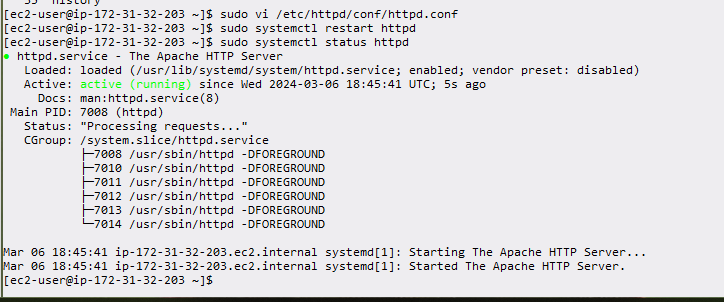 55  history
[ec2-user@ip-172-31-32-203 ~]$ sudo vi /etc/httpd/conf/httpd.conf
[ec2-user@ip-172-31-32-203 ~]$ sudo systemctl restart httpd
[ec2-user@ip-172-31-32-203 ~]$ sudo systemctl status httpd
● httpd.service - The Apache HTTP Server
   Loaded: loaded (/usr/lib/systemd/system/httpd.service; enabled; vendor preset: disabled)
   Active: active (running) since Wed 2024-03-06 18:45:41 UTC; 5s ago
     Docs: man:httpd.service(8)
 Main PID: 7008 (httpd)
   Status: "Processing requests..."
   CGroup: /system.slice/httpd.service
           ├─7008 /usr/sbin/httpd -DFOREGROUND
           ├─7010 /usr/sbin/httpd -DFOREGROUND
           ├─7011 /usr/sbin/httpd -DFOREGROUND
           ├─7012 /usr/sbin/httpd -DFOREGROUND
           ├─7013 /usr/sbin/httpd -DFOREGROUND
           └─7014 /usr/sbin/httpd -DFOREGROUND

Mar 06 18:45:41 ip-172-31-32-203.ec2.internal systemd[1]: Starting The Apache HTTP Server...
Mar 06 18:45:41 ip-172-31-32-203.ec2.internal systemd[1]: Started The Apache HTTP Server.
[ec2-user@ip-172-31-32-203 ~]$